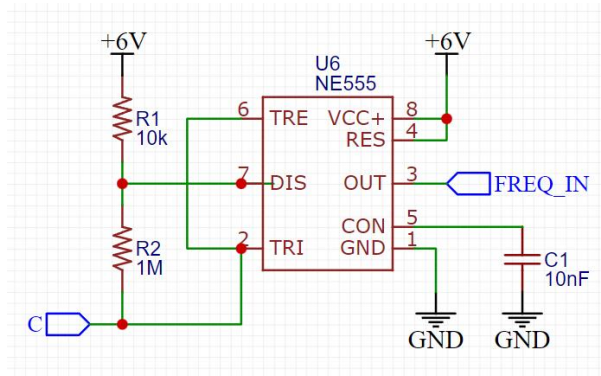 +6V
+6V
U6
NE555
R1
10k
6
TRE
VCC+
8
RES
4
7
DIS
OUT
3
FREQ_IN
CON
5
R2
1M
2
TRI
GND
1
C1
10nF
C
GND
GND